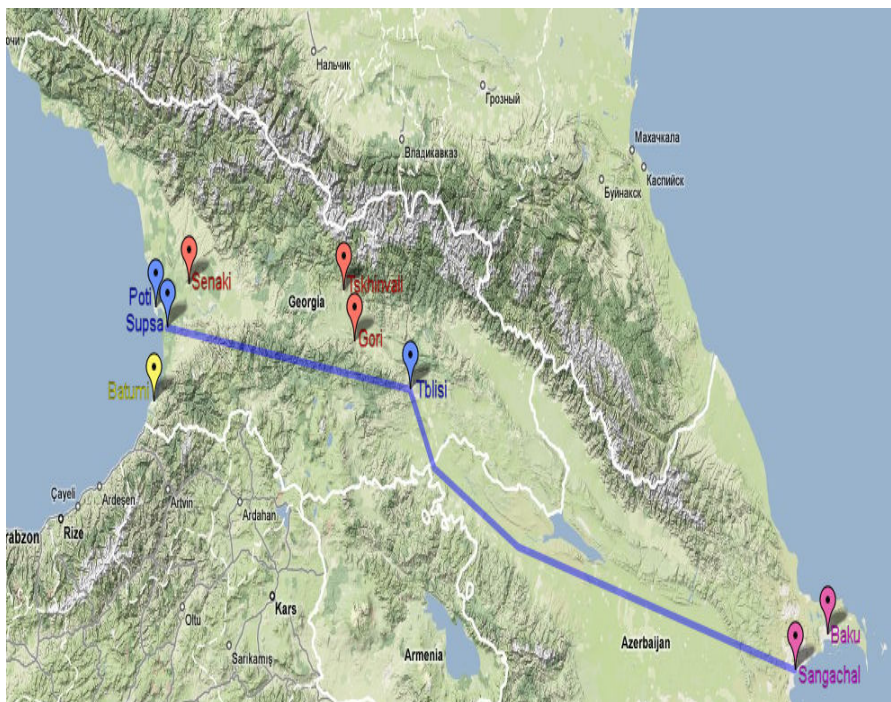 очи
Нальчик
Грозный
Махачкала
Каспийск
Буйнакск
Владикавказ
Senaki
Tskhinvali
Poti
Georgia
Supsa
Gori
Batumi
Tblisi
Çayeli
Ardeşen
Artvin
Rize
Ardahan
rabzon
Kars
Oltu
Sarıkamış
Armenia
Azerbaijan
Baku
Sangachal